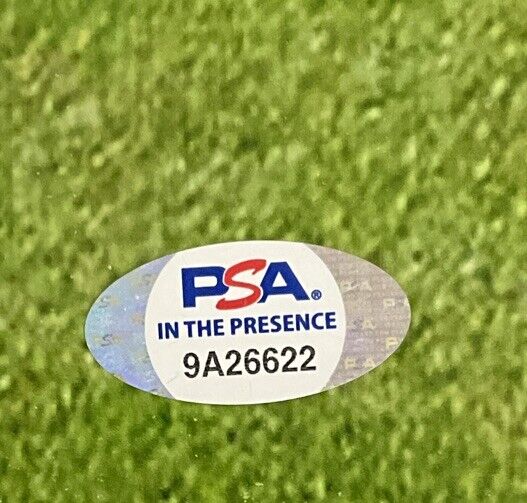 PSA®
IN THE PRESENCE
9A26622